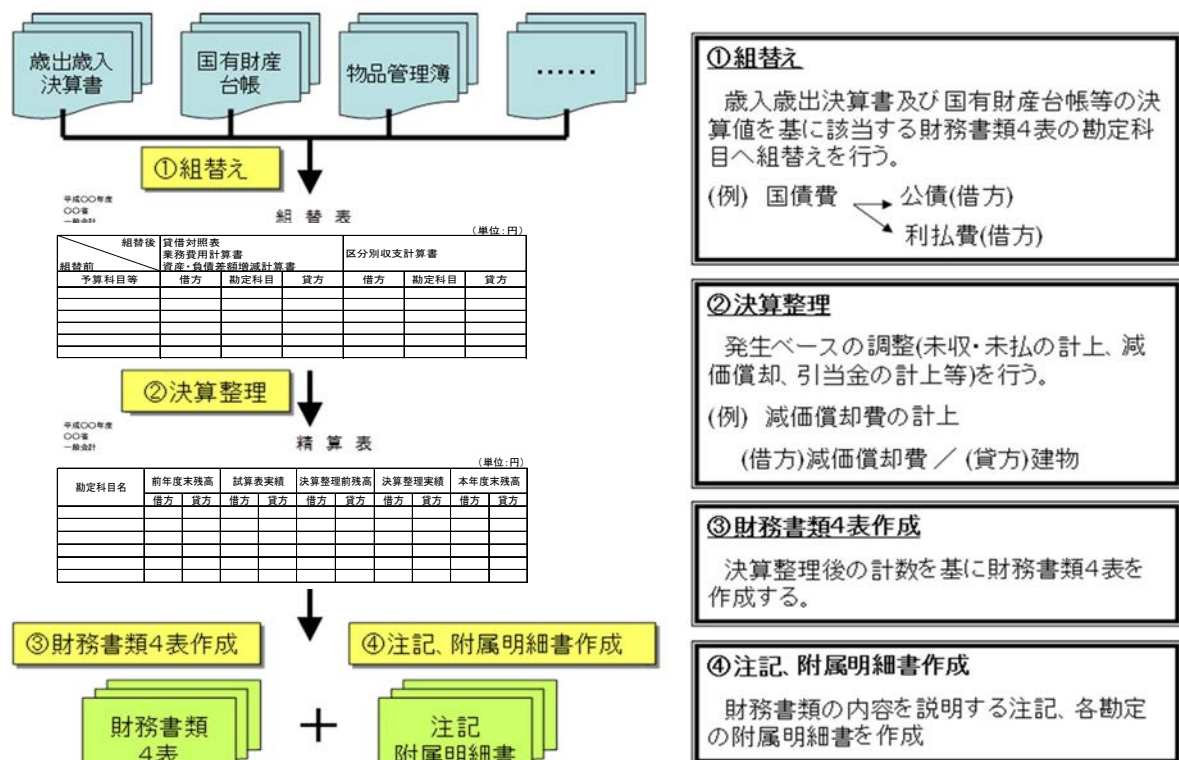 歳出歳入
決算書
国有財産
台帳
物品管理簿
‥‥‥
①組替え
平成〇〇年度
〇〇省
一般会計
組 替 表
（単位：円）
組替後
組替前
貸借対照表
業務費用計算書
資産・負債差額増減計算書
区分別収支計算書
予算科目等 借方 勘定科目 貸方 借方 勘定科目 貸方
②決算整理
平成〇〇年度
〇〇省
一般会計
精 算 表
（単位：円）
勘定科目名 前年度末残高 試算表実績 決算整理前残高 決算整理実績 本年度末残高
借方 貸方 借方 貸方 借方 貸方 借方 貸方 借方 貸方
③財務書類4表作成
④注記、附属明細書作成
財務書類
4表
＋
注記
附属明細書
①組替え
歳入歳出決算書及び国有財産台帳等の決
算値を基に該当する財務書類4表の勘定科
目へ組替えを行う。
(例) 国債費 公債(借方)
利払費(借方)
②決算整理
発生ベースの調整(未収・未払の計上、減
価償却、引当金の計上等)を行う。
(例) 減価償却費の計上
(借方)減価償却費 ／ (貸方)建物
③財務書類4表作成
決算整理後の計数を基に財務書類4表を
作成する。
④注記、附属明細書作成
財務書類の内容を説明する注記、各勘定
の附属明細書を作成